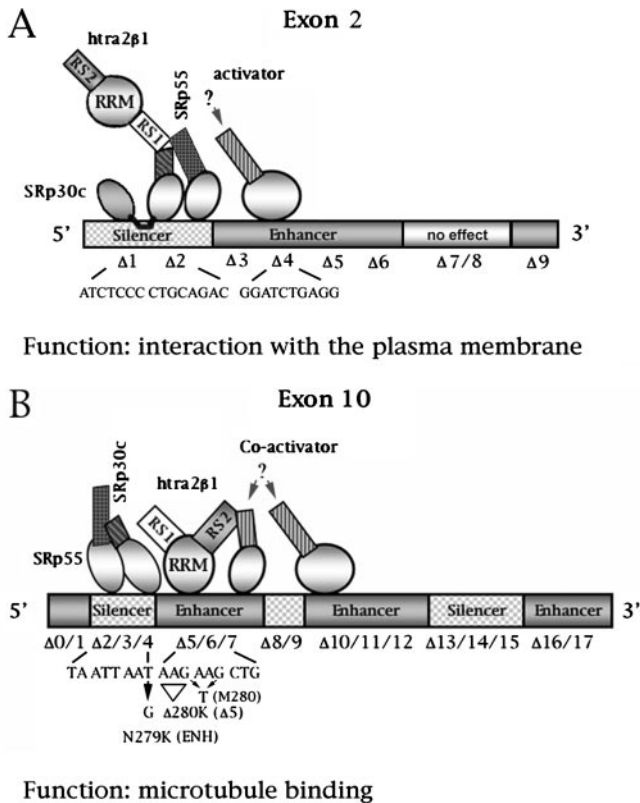 A
Exon 2
htra2β1
RS2
RRM
RS1
SRp55
activator
?
SRp30c
5' Silencer Enhancer no effect 3'
Δ1 Δ2 Δ3 Δ4 Δ5 Δ6 Δ7/8 Δ9
ATCTCCC CTGCAGAC GGATCTGAGG
Function: interaction with the plasma membrane
B
Exon 10
SRp30c
htra2β1
Co-activator
?
RS1
RS2
RRM
SRp55
5' Silencer Enhancer Enhancer Silencer Enhancer 3'
Δ0/1 Δ2/3/4 Δ5/6/7 Δ8/9 Δ10/11/12 Δ13/14/15 Δ16/17
TA ATT AAT AAG AAG CTG
T (M280)
G Δ280K (Δ5)
N279K (ENH)
Function: microtubule binding